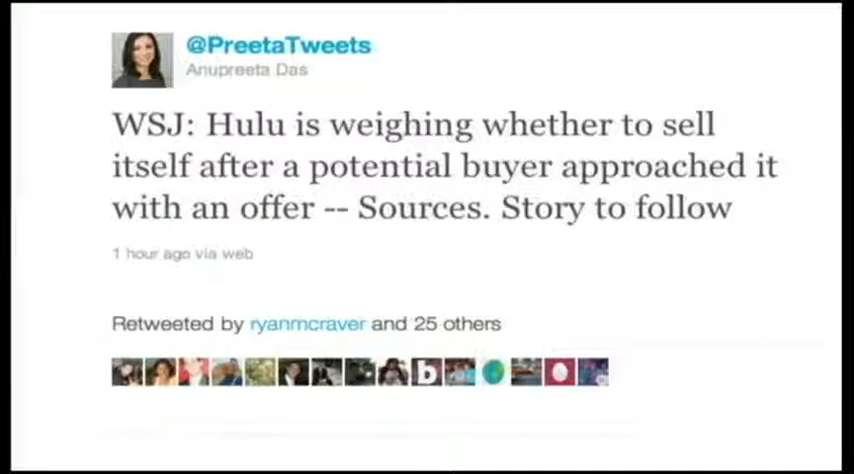 @PreetaTweets
Anupreeta Das
WSJ: Hulu is weighing whether to sell
itself after a potential buyer approached it
with an offer -- Sources. Story to follow
1 hour ago via web
Retweeted by ryanmcraver and 25 others
b